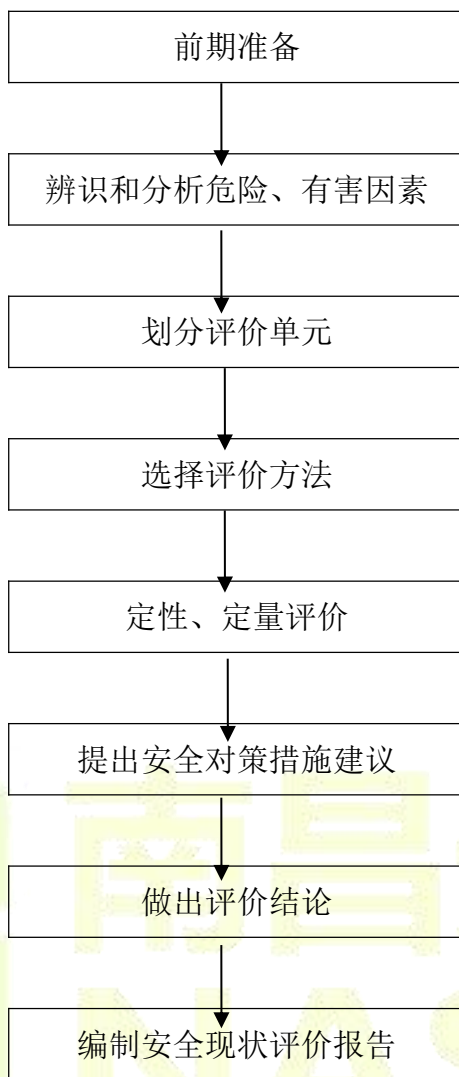 前期准备
辨识和分析危险、有害因素
划分评价单元
选择评价方法
定性、定量评价
提出安全对策措施建议
做出评价结论
编制安全现状评价报告
南昌